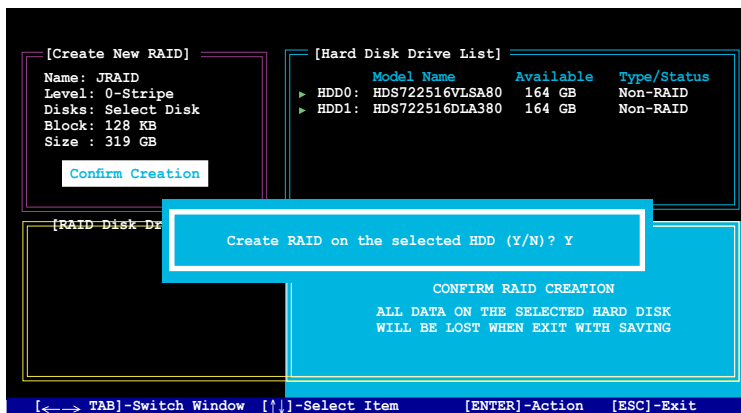 [Create New RAID]
Name: JRAID
Level: 0-Stripe
Disks: Select Disk
Block: 128 KB
Size : 319 GB
Confirm Creation
[Hard Disk Drive List]
Model Name Available Type/Status
HDD0: HDS722516VLSA80 164 GB Non-RAID
HDD1: HDS722516DLA380 164 GB Non-RAID
[RAID Disk Dr
Create RAID on the selected HDD (Y/N)? Y
CONFIRM RAID CREATION
ALL DATA ON THE SELECTED HARD DISK
WILL BE LOST WHEN EXIT WITH SAVING
[←→ TAB]-Switch Window [↑↓]-Select Item [ENTER]-Action [ESC]-Exit